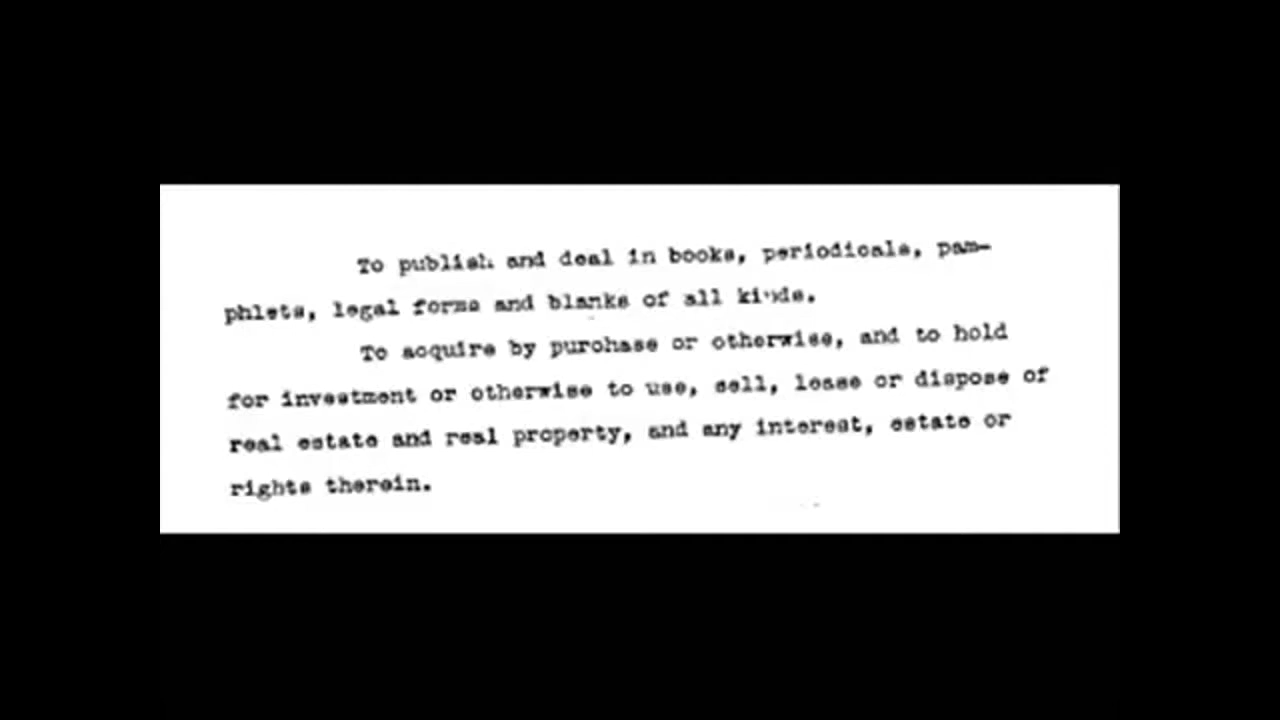 To publish and deal in books, periodicals, pam-
phlets, legal forms and blanks of all kinds.
To acquire by purchase or otherwise, and to hold
for investment or otherwise to use, sell, lease or dispose of
real estate and real property, and any interest, estate or
rights therein.